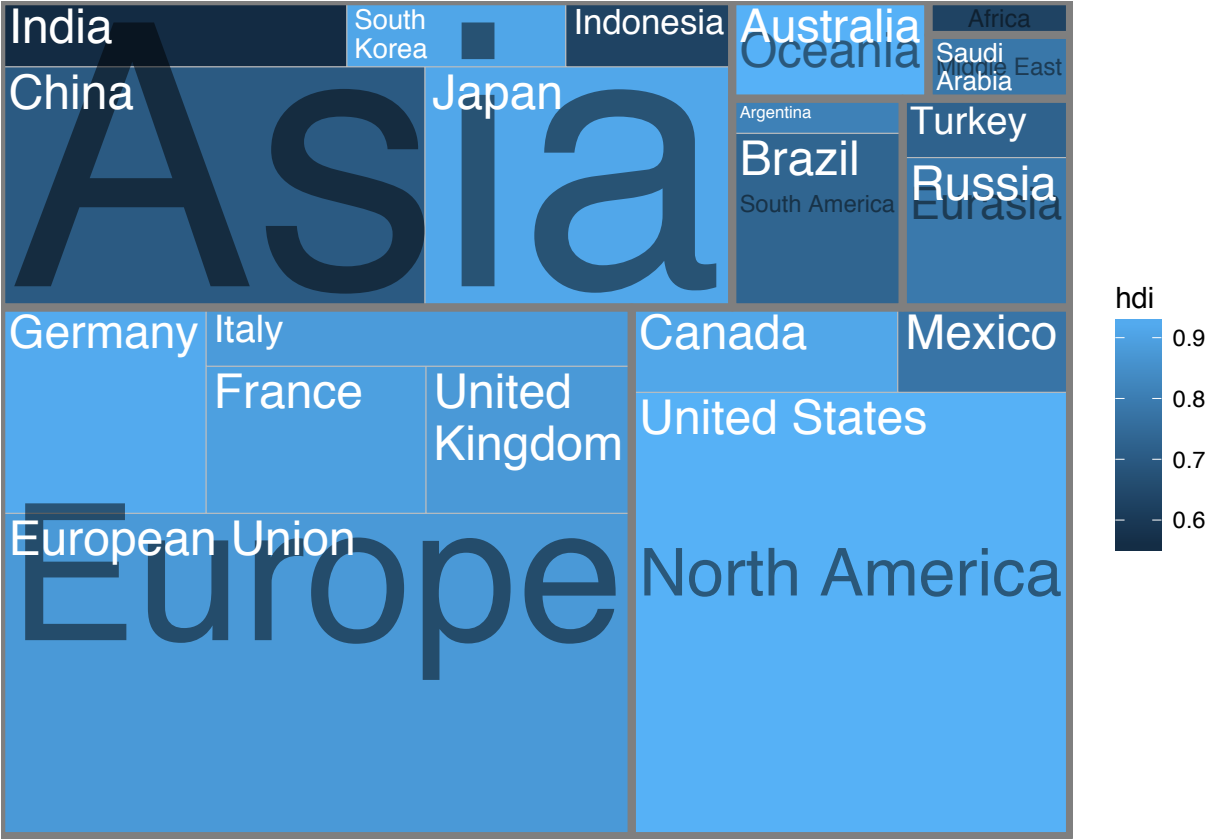 India
South
Korea
Indonesia
China
Japan
Asia
Australia
Oceania
Africa
Saudi
Arabia
Middle East
Argentina
Brazil
South America
Turkey
Russia
Eurasia
Germany
Italy
France
United
Kingdom
European Union
Europe
Canada
Mexico
United States
North America
hdi
0.9
0.8
0.7
0.6